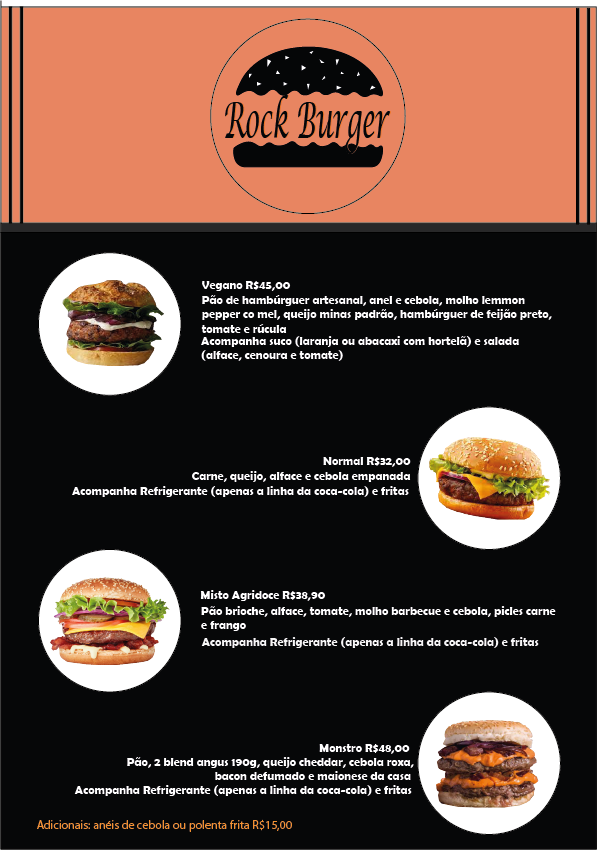 Rock Burger
Vegano R$45,00
Pão de hambúrguer artesanal, anel e cebola, molho lemmon
pepper co mel, queijo minas padrão, hambúrguer de feijão preto,
tomate e rúcula
Acompanha suco (laranja ou abacaxi com hortelã) e salada
(alface, cenoura e tomate)
Normal R$32,00
Carne, queijo, alface e cebola empanada
Acompanha Refrigerante (apenas a linha da coca-cola) e fritas
Misto Agridoce R$38,90
Pão brioche, alface, tomate, molho barbecue e cebola, picles carne
e frango
Acompanha Refrigerante (apenas a linha da coca-cola) e fritas
Monstro R$48,00
Pão, 2 blend angus 190g, queijo cheddar, cebola roxa,
bacon defumado e maionese da casa
Acompanha Refrigerante (apenas a linha da coca-cola) e fritas
Adicionais: anéis de cebola ou polenta frita R$15,00